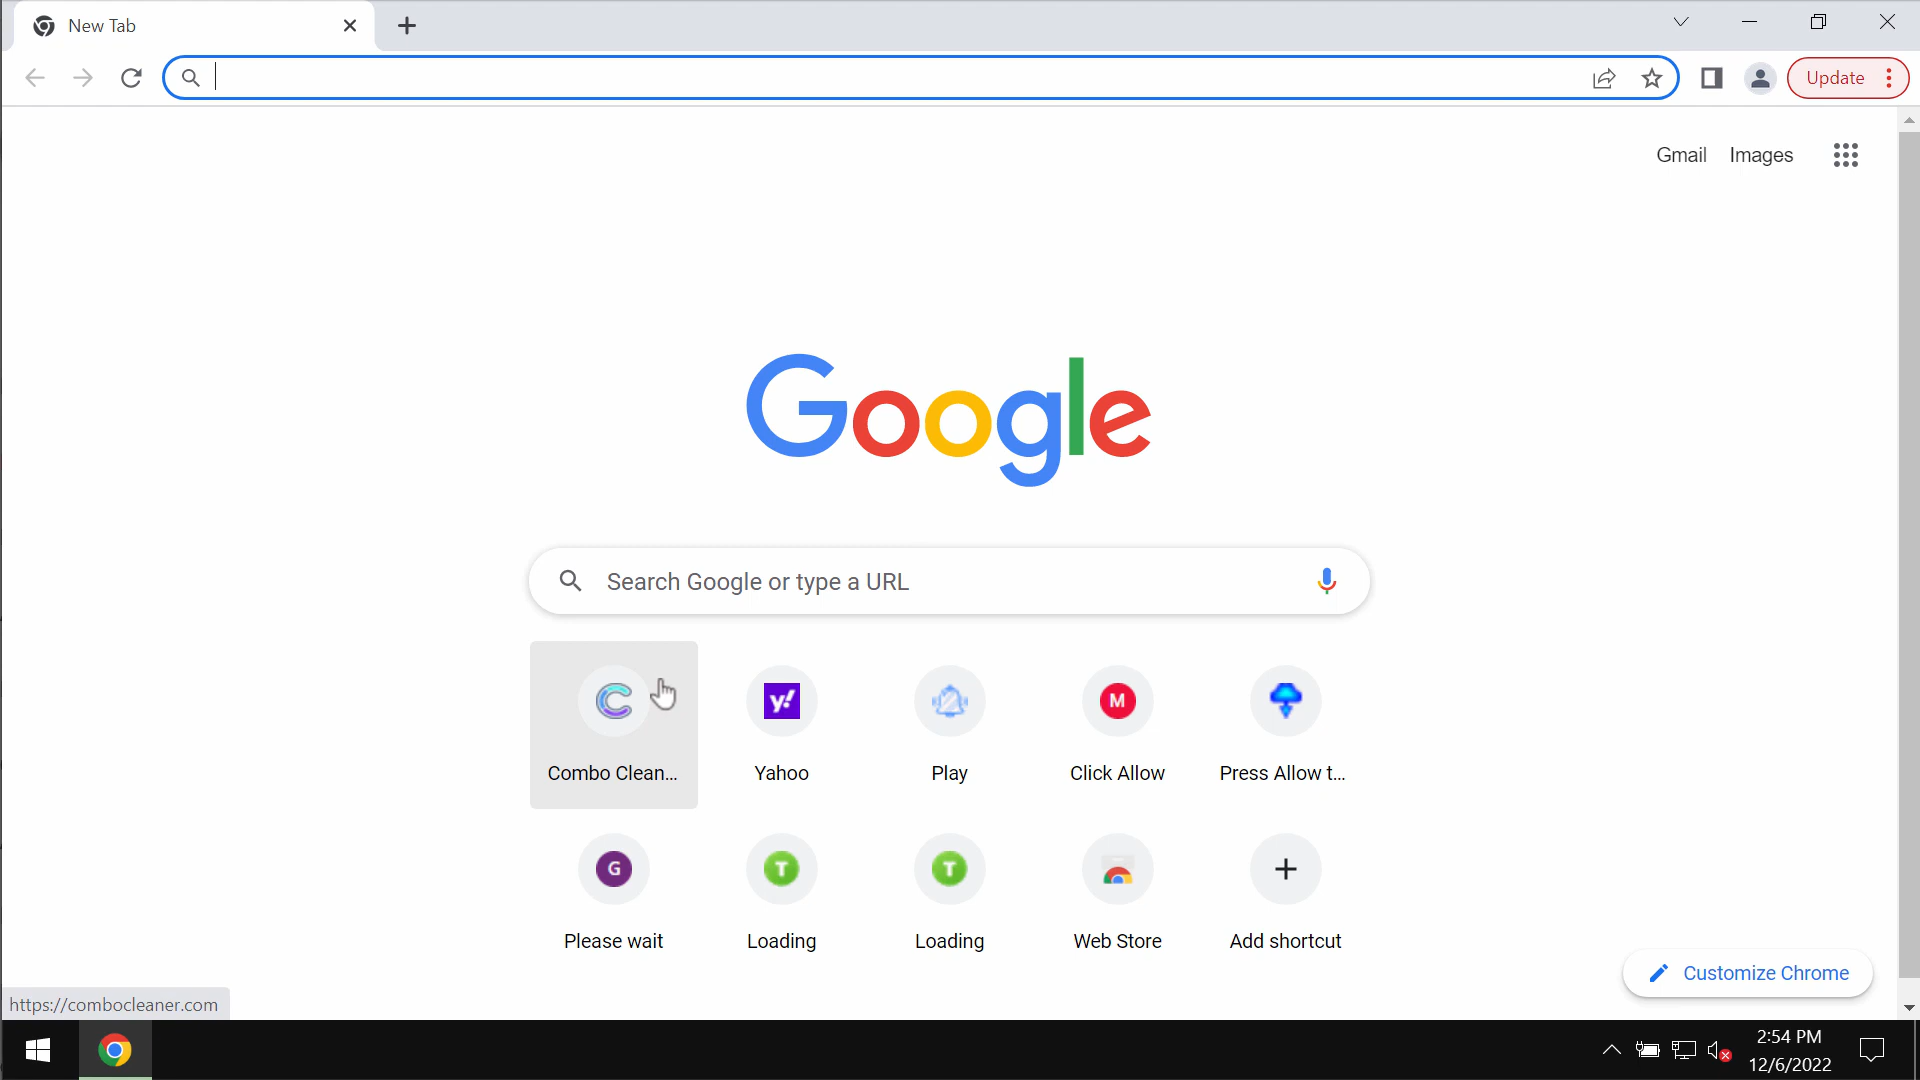 New Tab
Update
Gmail Images
Google
Search Google or type a URL
Combo Clean...
Yahoo
Play
Click Allow
Press Allow t...
Please wait
Loading
Loading
Web Store
Add shortcut
Customize Chrome
https://combocleaner.com
2:54 PM
12/6/2022